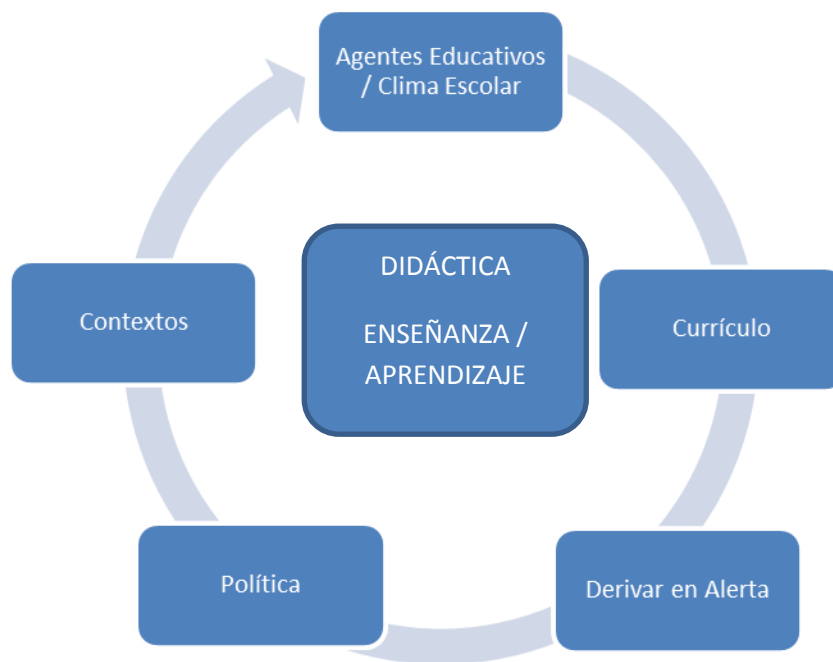 Agentes Educativos
/ Clima Escolar
DIDÁCTICA
ENSEÑANZA /
APRENDIZAJE
Contextos
Currículo
Política
Derivar en Alerta